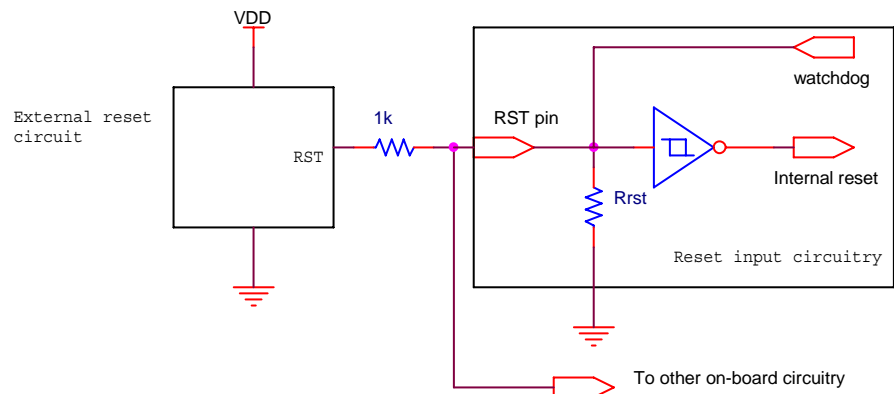 VDD
External reset
circuit
RST
1k
RST pin
watchdog
Internal reset
Rrst
Reset input circuitry
To other on-board circuitry